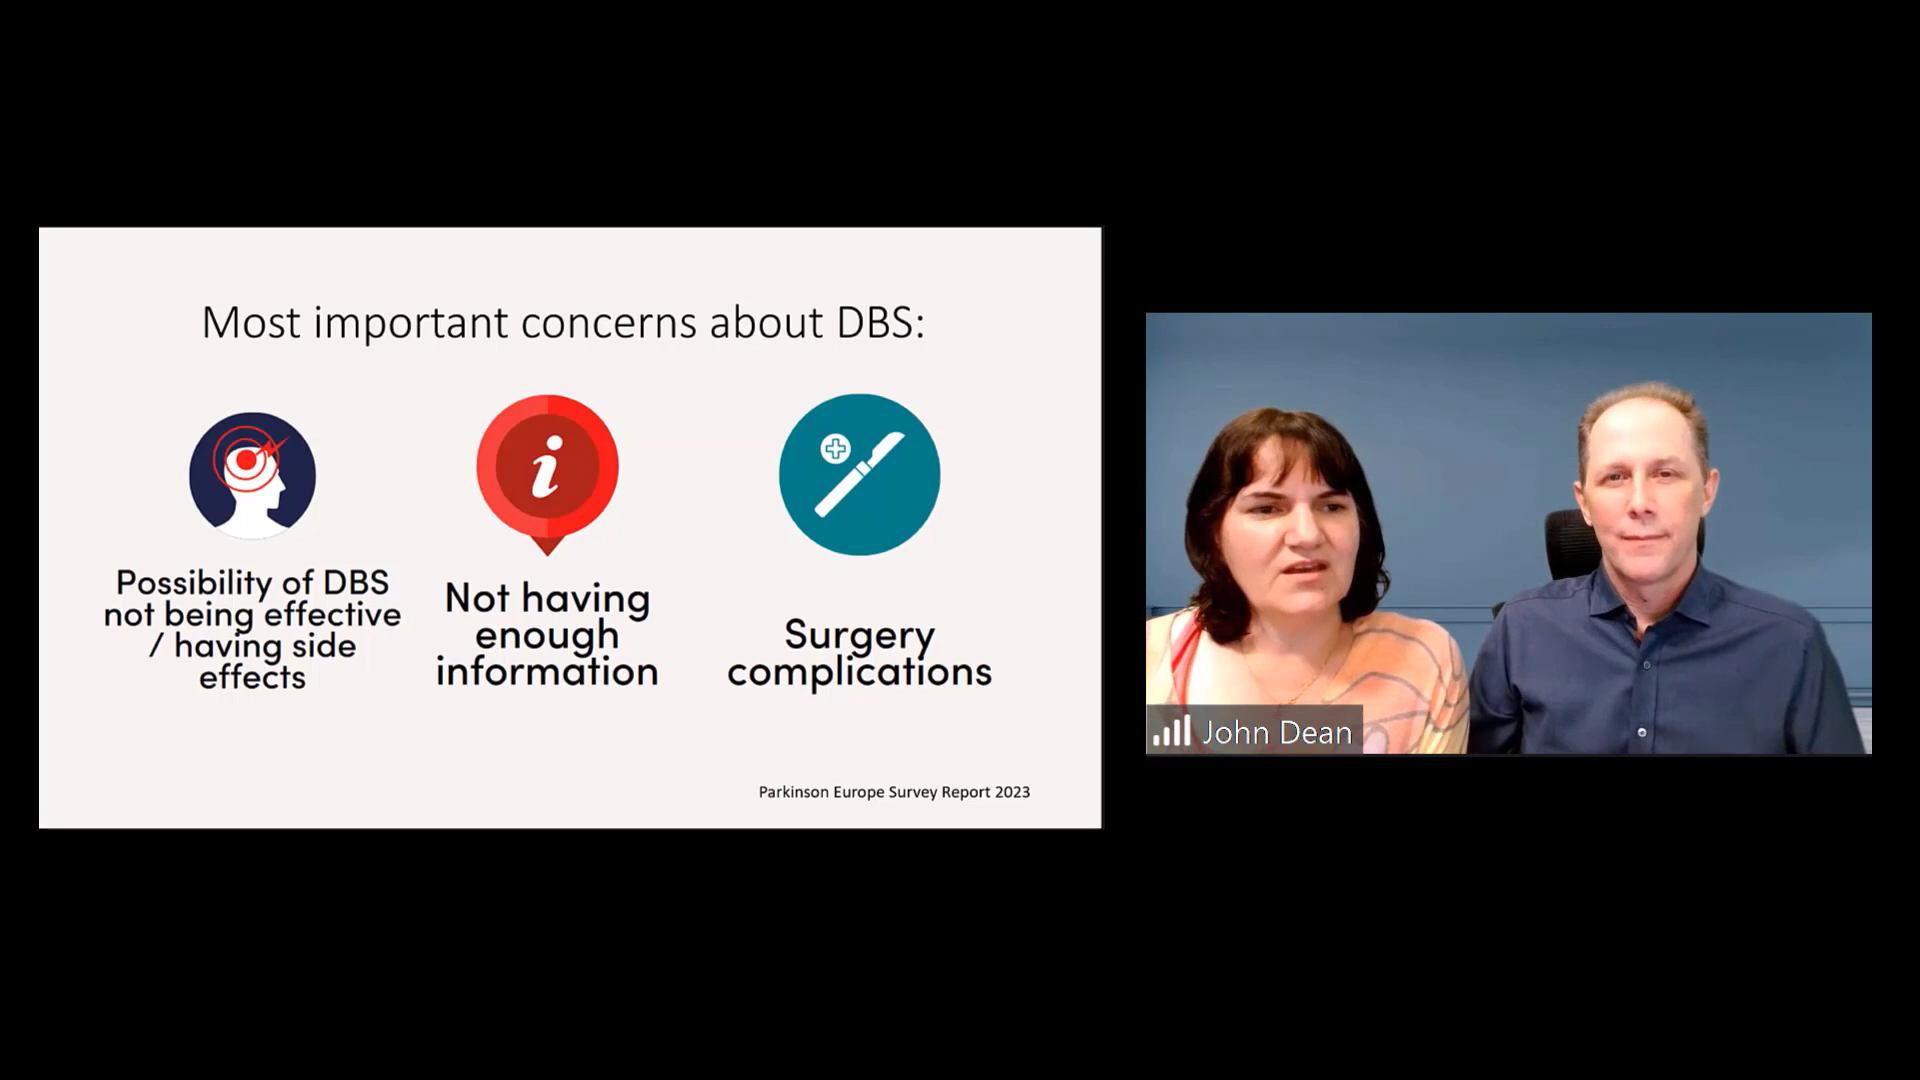 Most important concerns about DBS:
Possibility of DBS
not being effective
/ having side
effects
i
Not having
enough
information
Surgery
complications
Parkinson Europe Survey Report 2023
John Dean